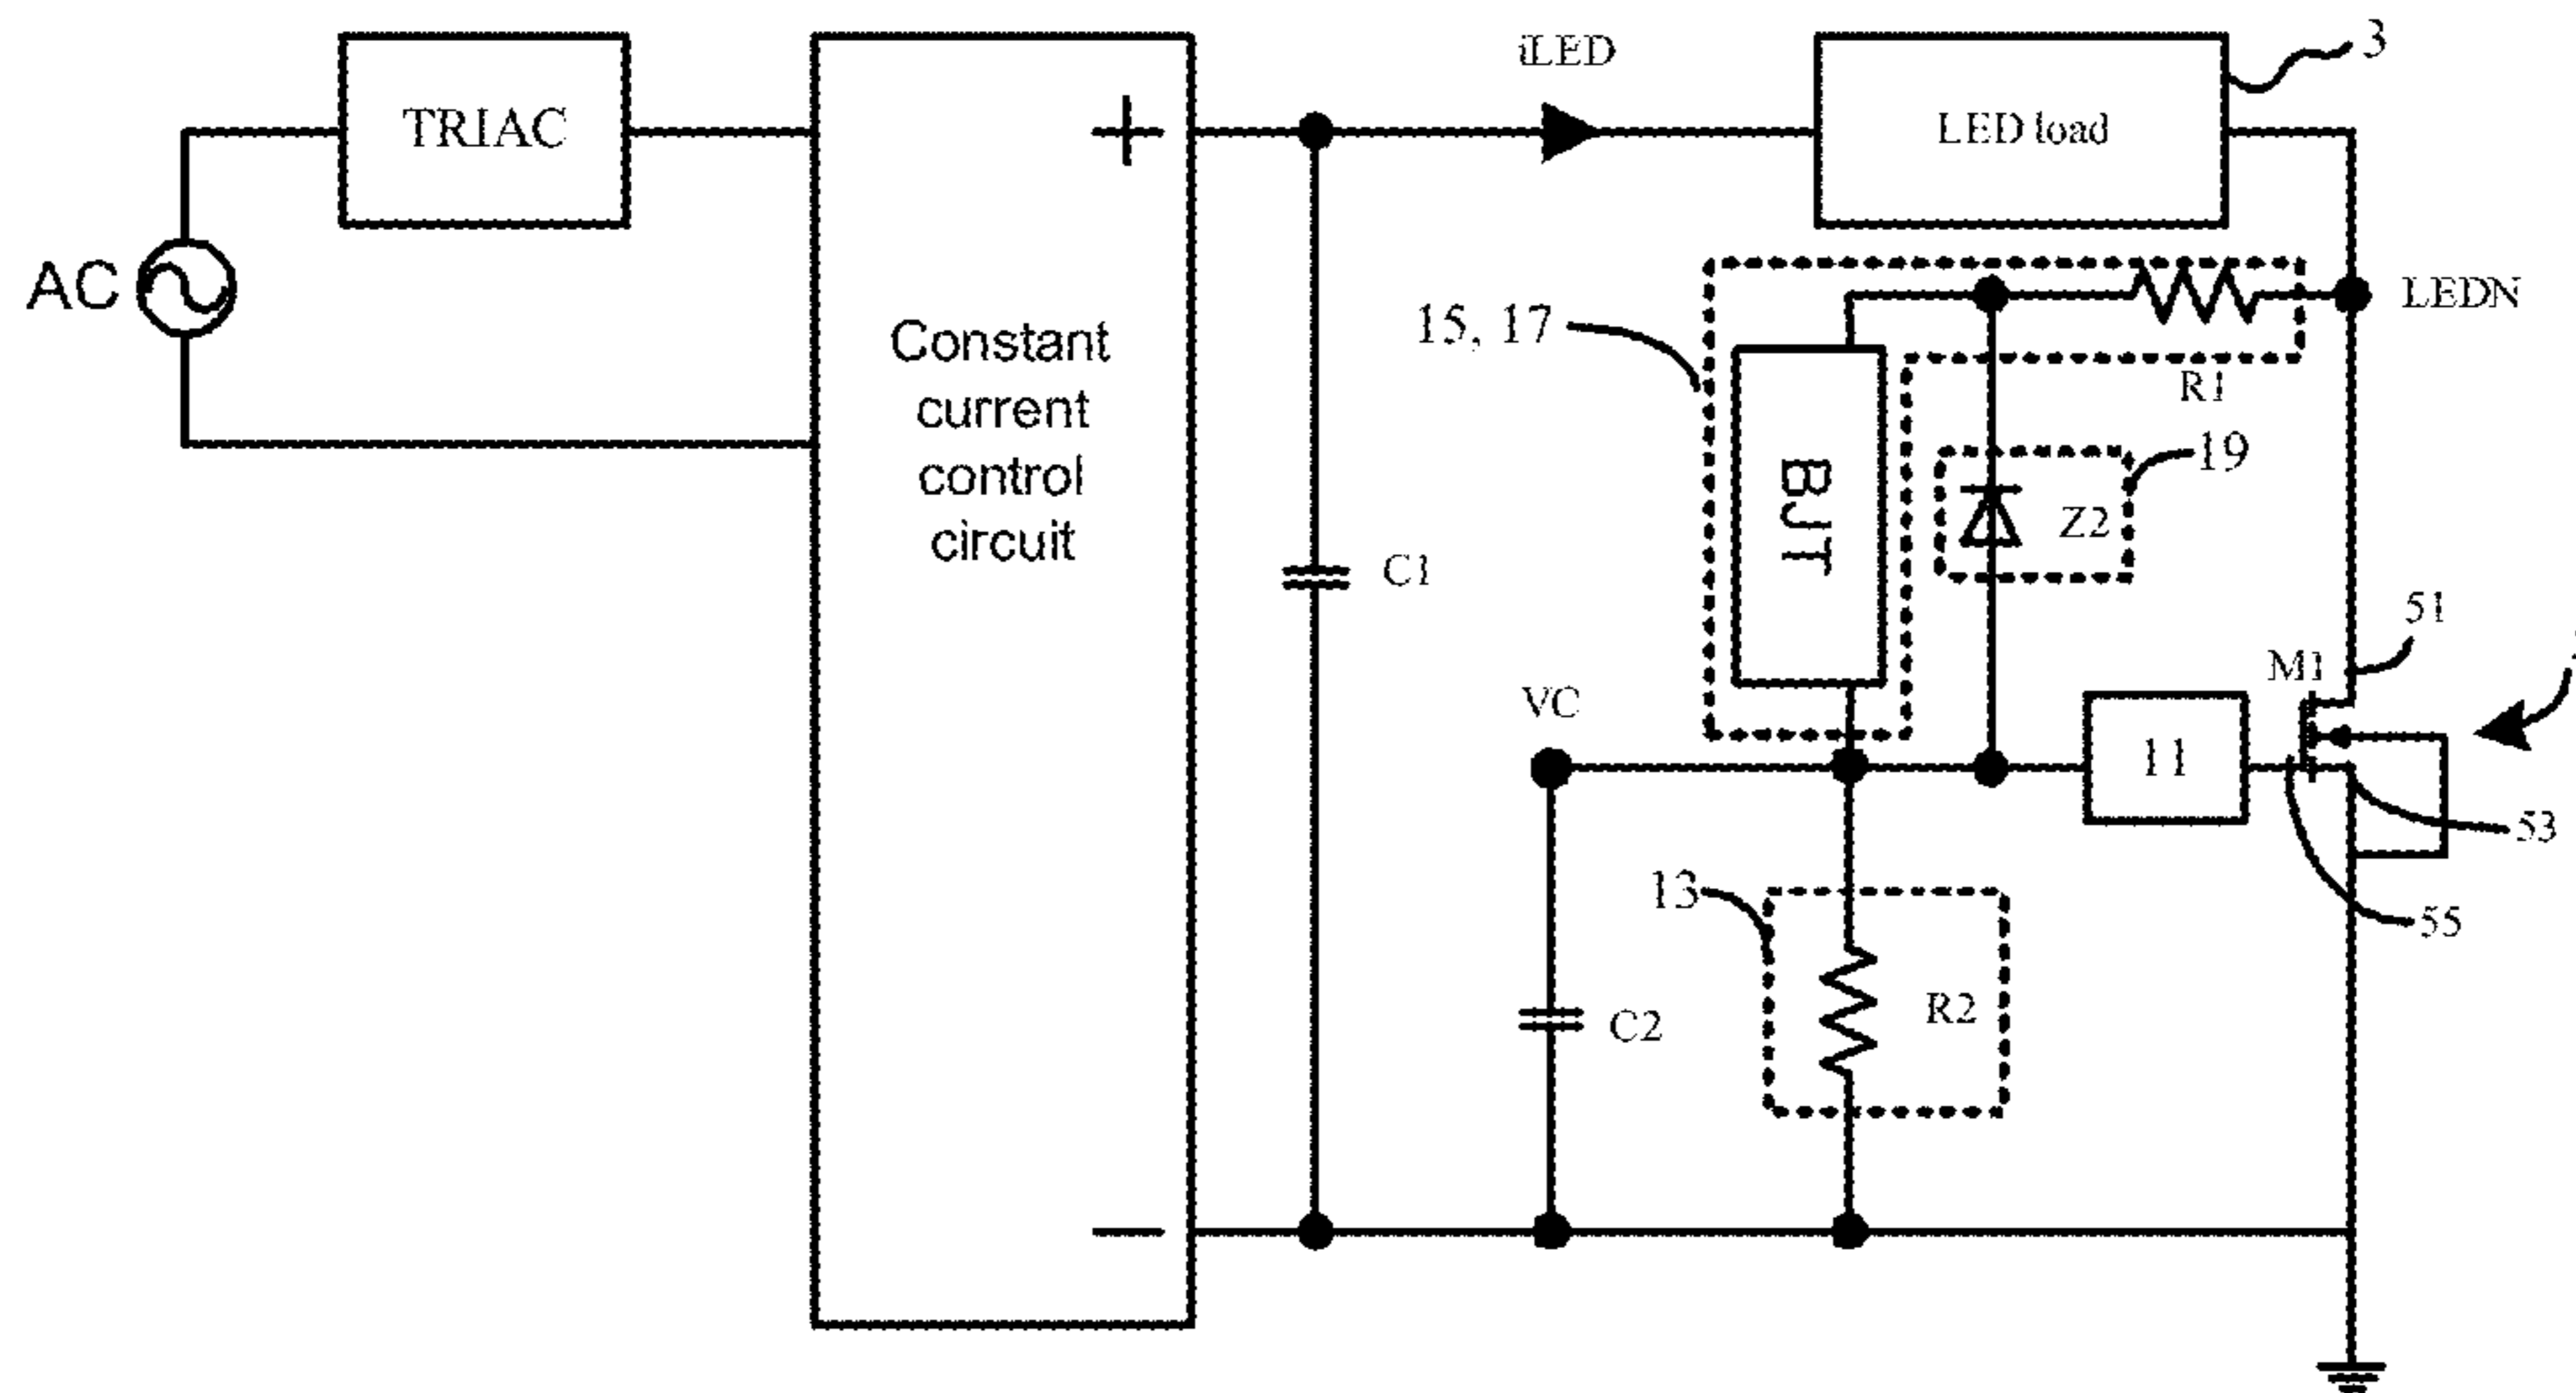 iLED
3
TRIAC
+
LED load
AC
LEDN
15, 17
R1
Constant
current
control
circuit
19
BJT
Z2
C1
51
M1
VC
11
53
13
55
R2
C2
−